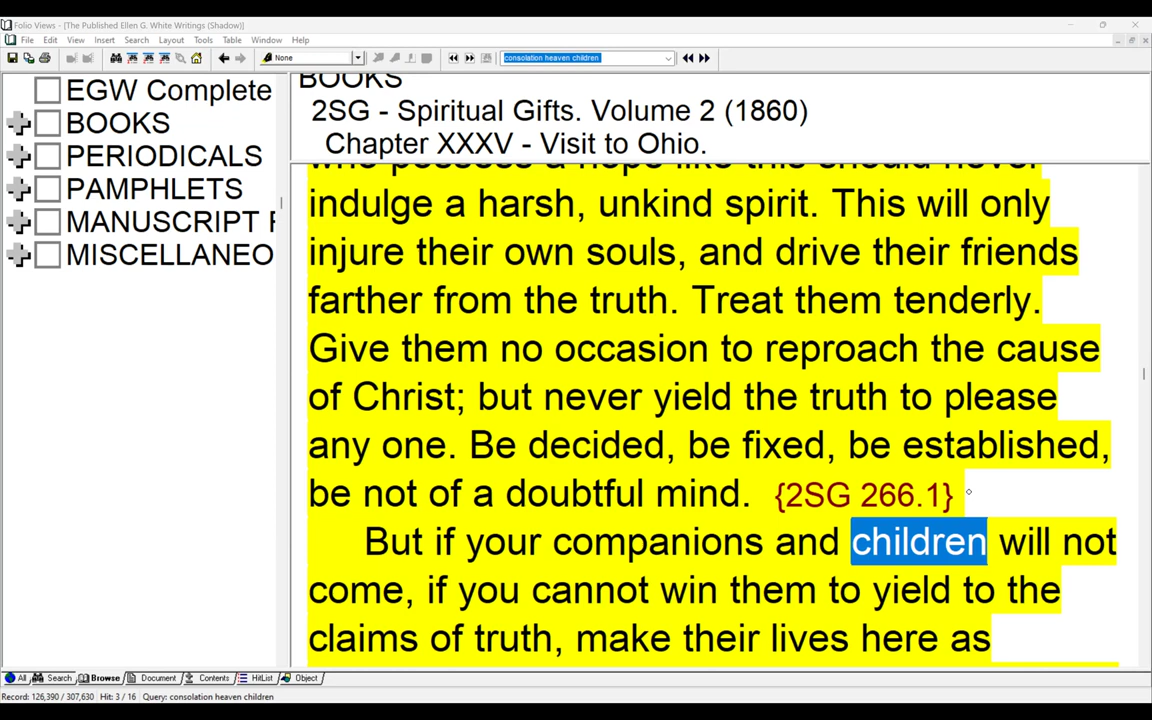 Folio Views - [The Published Ellen G. White Writings (Shadow)]
File Edit View Insert Search Layout Tools Table Window Help
None
consolation heaven children
EGW Complete
BOOKS
PERIODICALS
PAMPHLETS
MANUSCRIPT
MISCELLANEO
BOOKS
2SG - Spiritual Gifts. Volume 2 (1860)
Chapter XXXV - Visit to Ohio.
who possess a hope like this should never
indulge a harsh, unkind spirit. This will only
injure their own souls, and drive their friends
farther from the truth. Treat them tenderly.
Give them no occasion to reproach the cause
of Christ; but never yield the truth to please
any one. Be decided, be fixed, be established,
be not of a doubtful mind. {2SG 266.1}
But if your companions and children will not
come, if you cannot win them to yield to the
claims of truth, make their lives here as
All Search Browse Document Contents HitList Object
Record: 126,390 / 307,630 Hit: 3 / 16 Query: consolation heaven children